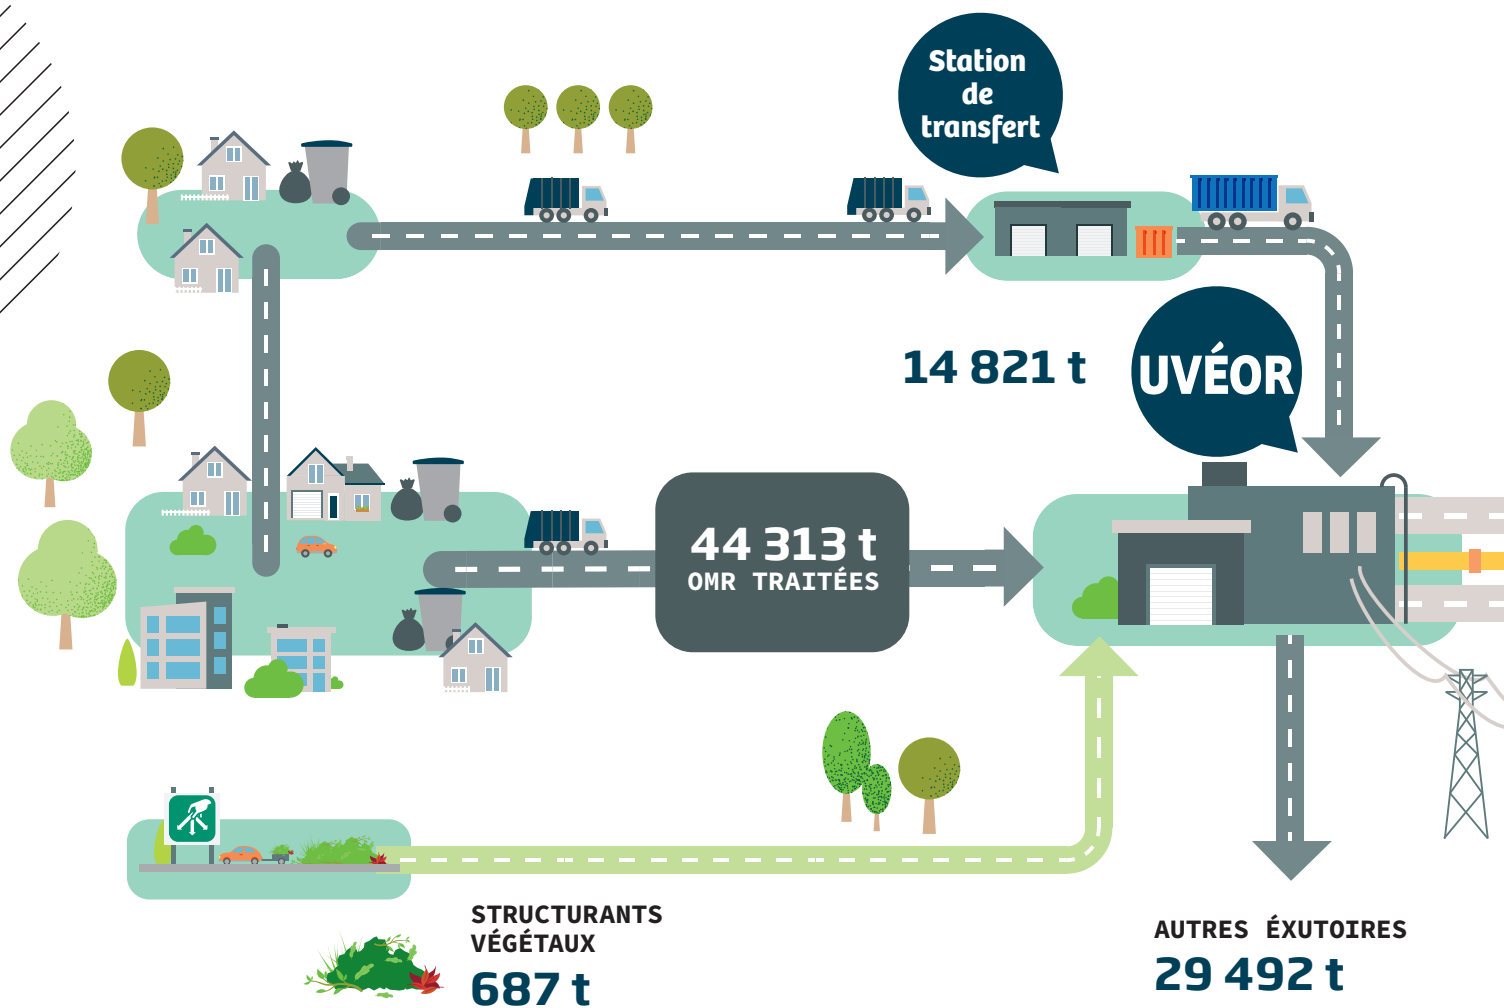 Station
de
transfert
14 821 t
UVÉOR
44 313 t
OMR TRAITÉES
STRUCTURANTS
VÉGÉTAUX
687 t
AUTRES ÉXUTOIRES
29 492 t